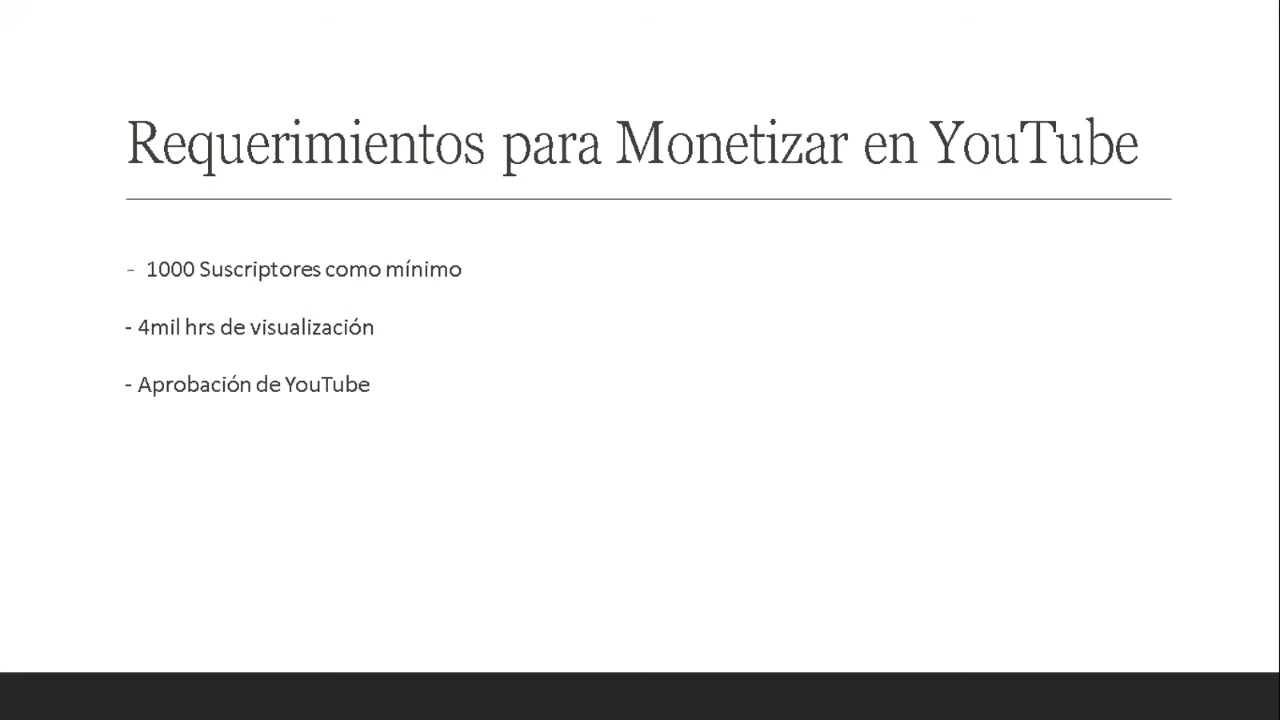 Requerimientos para Monetizar en YouTube
- 1000 Suscriptores como mínimo
- 4mil hrs de visualización
- Aprobación de YouTube